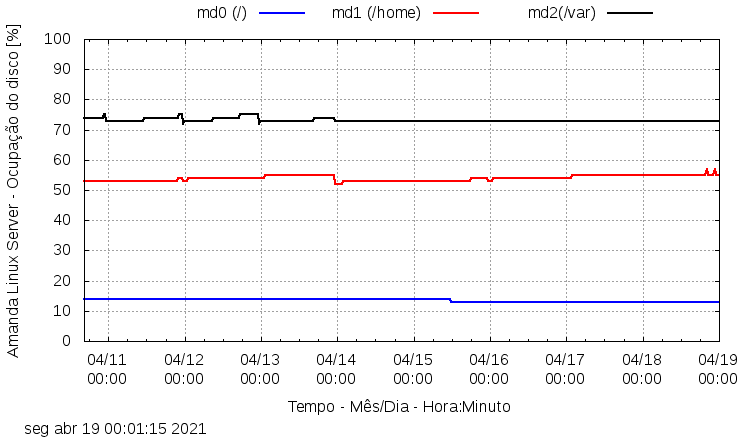 md0 (/) md1 (/home) md2(/var)
Amanda Linux Server - Ocupação do disco [%]
100
90
80
70
60
50
40
30
20
10
0
04/11 04/12 04/13 04/14 04/15 04/16 04/17 04/18 04/19
00:00 00:00 00:00 00:00 00:00 00:00 00:00 00:00 00:00
Tempo - Mês/Dia - Hora:Minuto
seg abr 19 00:01:15 2021